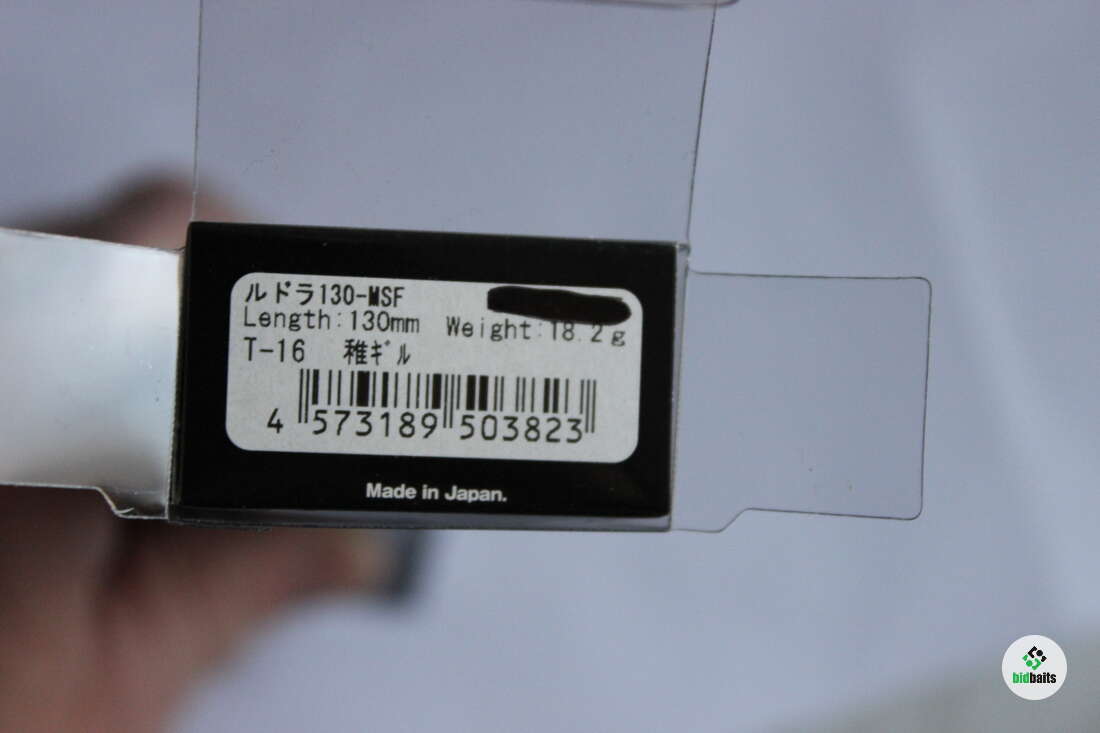 ルドラ130-MSF
Length:130mm Weight:18.2g
T-16 稚ギル
4 573189 503823
Made in Japan.
bidbaits